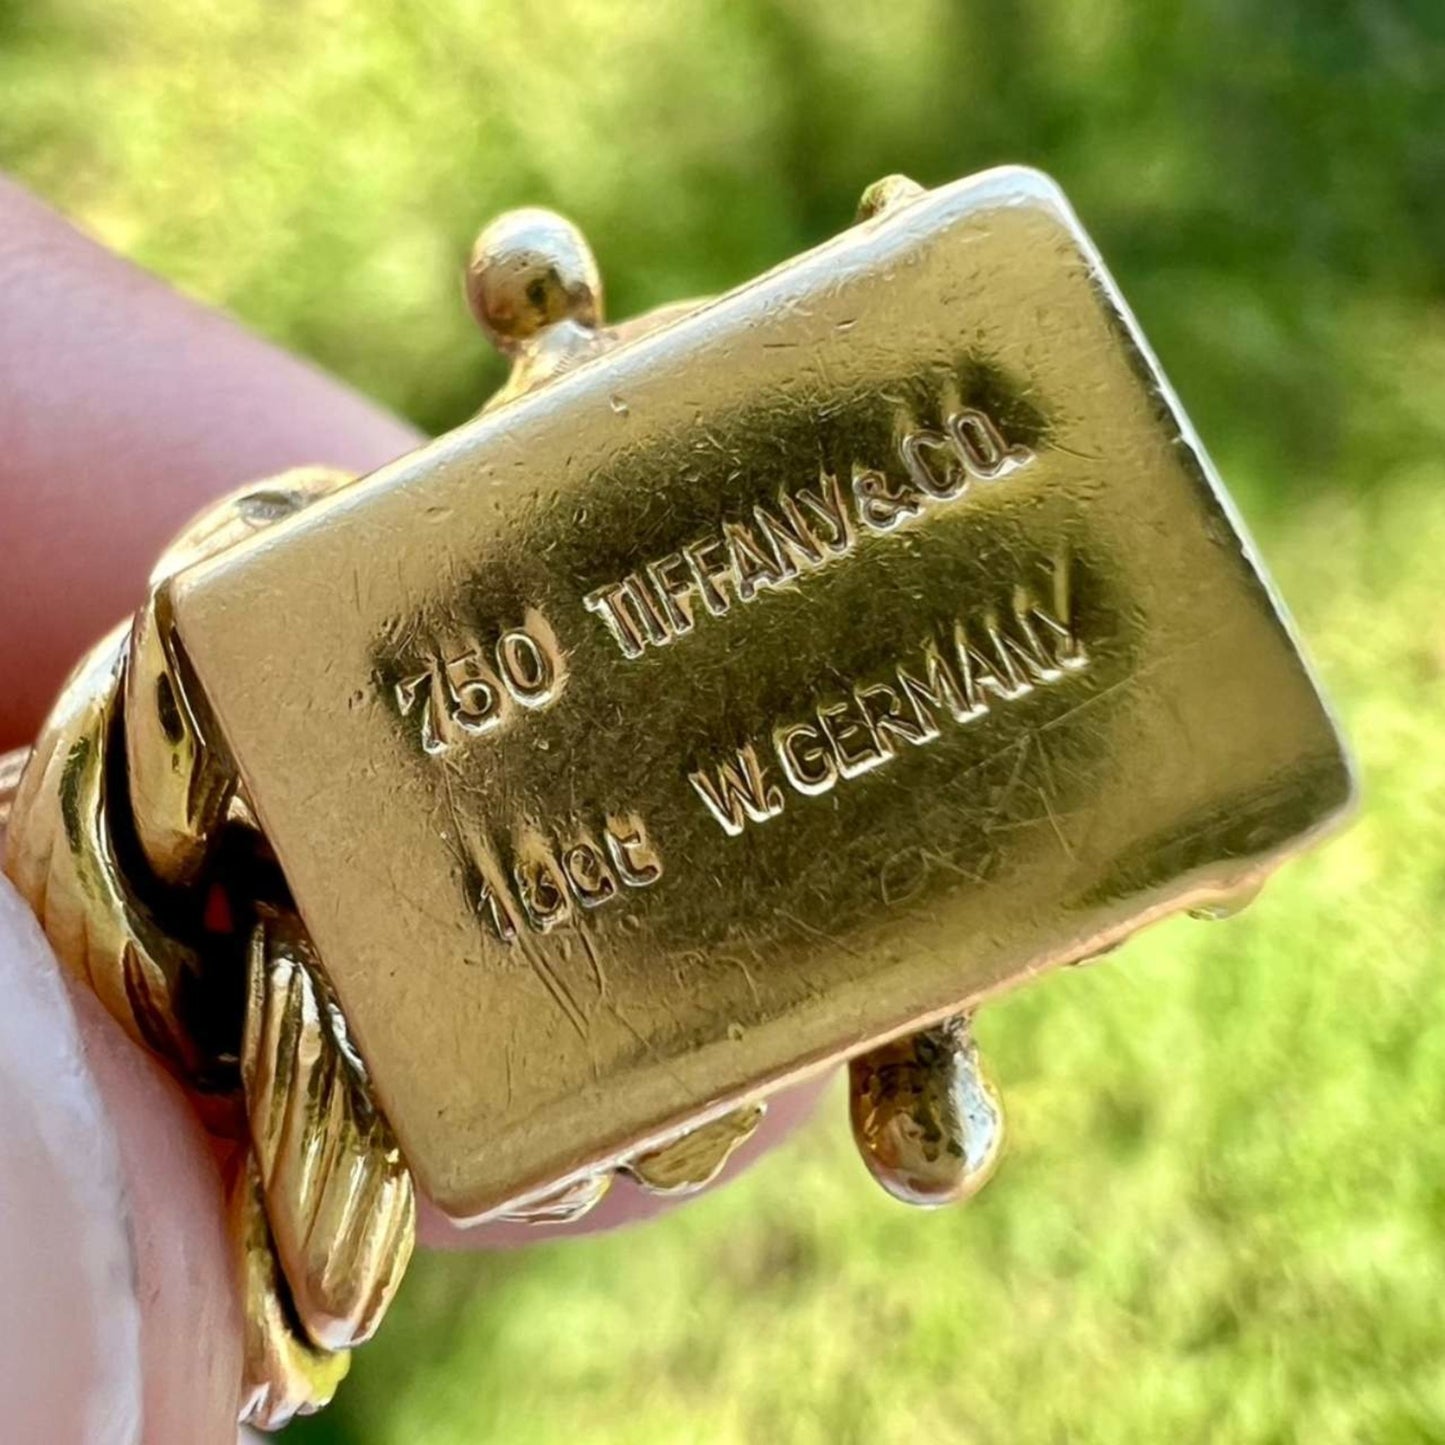 750 TIFFANY & CO.
18ct W. GERMANY